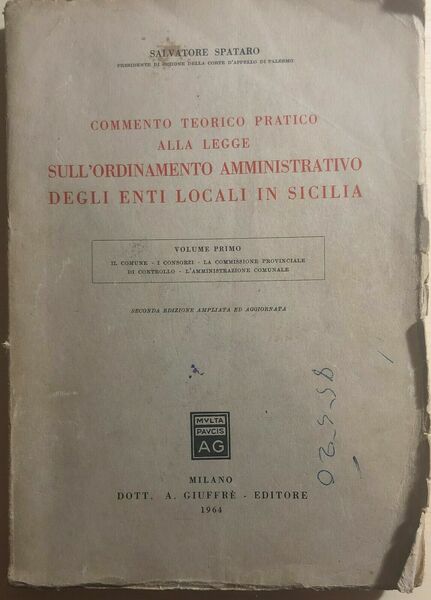 SALVATORE SPATARO
PRESIDENTE DI SEZIONE DELLA CORTE D'APPELLO DI PALERMO
COMMENTO TEORICO PRATICO
ALLA LEGGE
SULL'ORDINAMENTO AMMINISTRATIVO
DEGLI ENTI LOCALI IN SICILIA
VOLUME PRIMO
IL COMUNE - I CONSORZI - LA COMMISSIONE PROVINCIALE
DI CONTROLLO - L'AMMINISTRAZIONE COMUNALE
SECONDA EDIZIONE AMPLIATA ED AGGIORNATA
MVLTA
PAVCIS
AG
MILANO
DOTT. A. GIUFFRÈ - EDITORE
1964